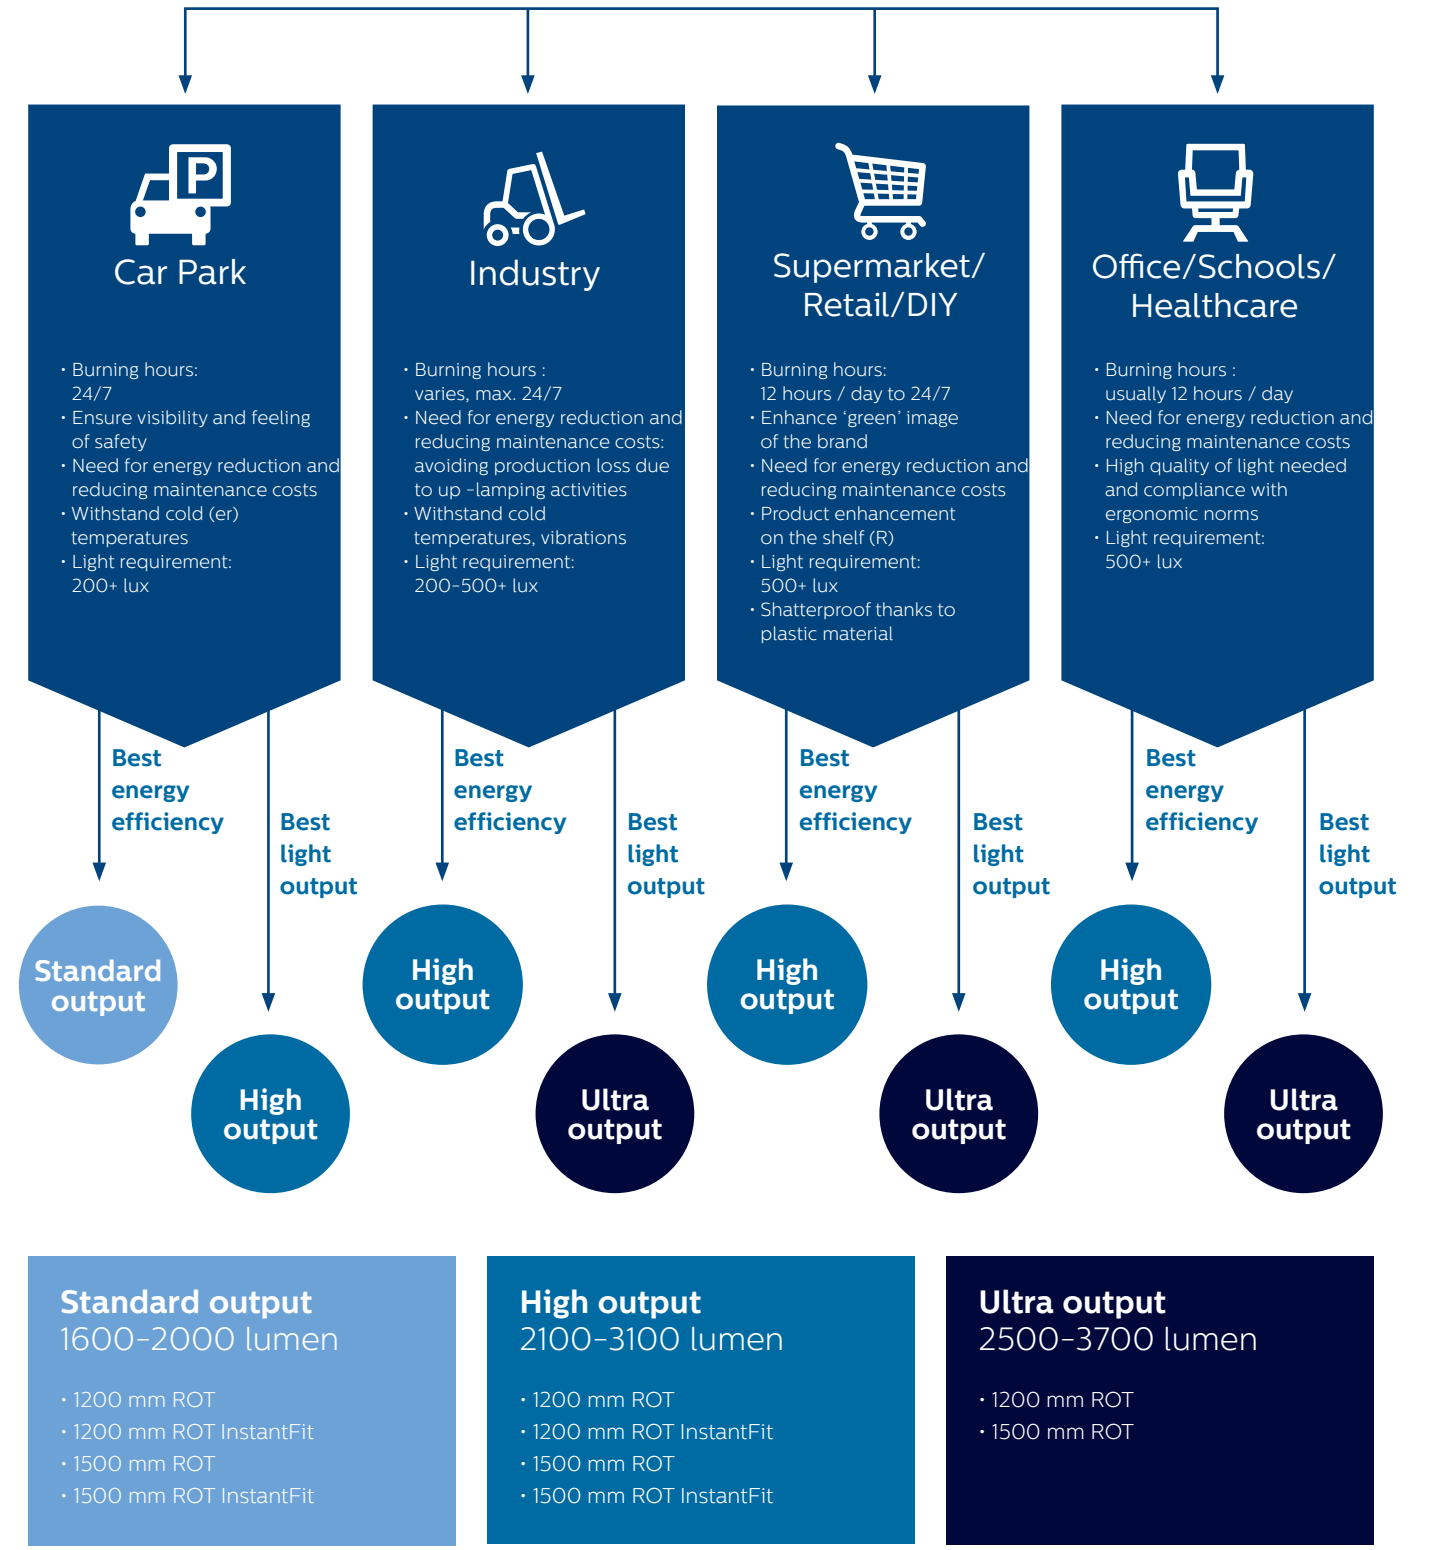 P
Car Park
· Burning hours:
24/7
· Ensure visibility and feeling
of safety
· Need for energy reduction and
reducing maintenance costs
· Withstand cold (er)
temperatures
· Light requirement:
200+ lux
Industry
· Burning hours :
varies, max. 24/7
· Need for energy reduction and
reducing maintenance costs:
avoiding production loss due
to up -lamping activities
· Withstand cold
temperatures, vibrations
· Light requirement:
200-500+ lux
Supermarket/
Retail/DIY
· Burning hours:
12 hours / day to 24/7
· Enhance ‘green’ image
of the brand
· Need for energy reduction and
reducing maintenance costs
· Product enhancement
on the shelf (R)
· Light requirement:
500+ lux
· Shatterproof thanks to
plastic material
Office/Schools/
Healthcare
· Burning hours :
usually 12 hours / day
· Need for energy reduction and
reducing maintenance costs
· High quality of light needed
and compliance with
ergonomic norms
· Light requirement:
500+ lux
Best
energy
efficiency
Best
light
output
Best
energy
efficiency
Best
light
output
Best
energy
efficiency
Best
light
output
Best
energy
efficiency
Best
light
output
Standard
output
High
output
High
output
Ultra
output
High
output
Ultra
output
High
output
Ultra
output
Standard output
1600-2000 lumen
· 1200 mm ROT
· 1200 mm ROT InstantFit
· 1500 mm ROT
· 1500 mm ROT InstantFit
High output
2100-3100 lumen
· 1200 mm ROT
· 1200 mm ROT InstantFit
· 1500 mm ROT
· 1500 mm ROT InstantFit
Ultra output
2500-3700 lumen
· 1200 mm ROT
· 1500 mm ROT